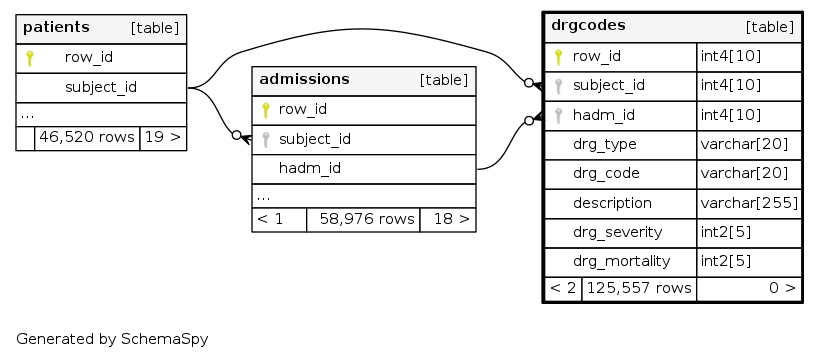 patients [table]
row_id
subject_id
...
46,520 rows 19 >
admissions [table]
row_id
subject_id
hadm_id
...
< 1 58,976 rows 18 >
drgcodes [table]
row_id int4[10]
subject_id int4[10]
hadm_id int4[10]
drg_type varchar[20]
drg_code varchar[20]
description varchar[255]
drg_severity int2[5]
drg_mortality int2[5]
< 2 125,557 rows 0 >
Generated by SchemaSpy